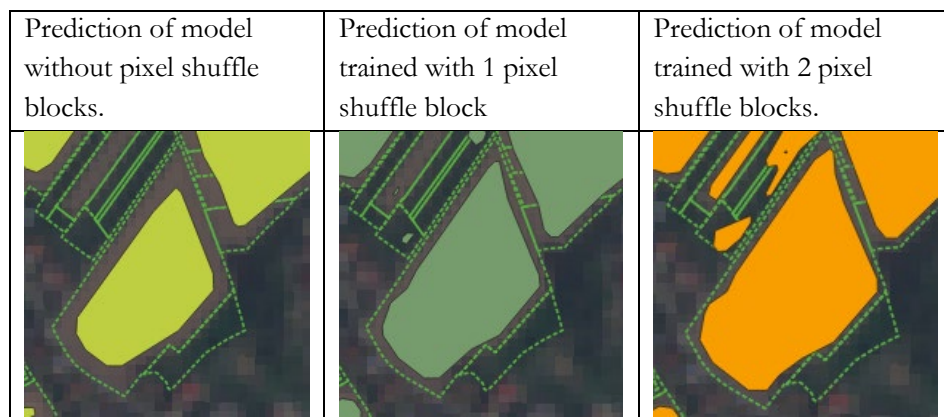 Prediction of model
without pixel shuffle
blocks.
Prediction of model
trained with 1 pixel
shuffle block
Prediction of model
trained with 2 pixel
shuffle blocks.